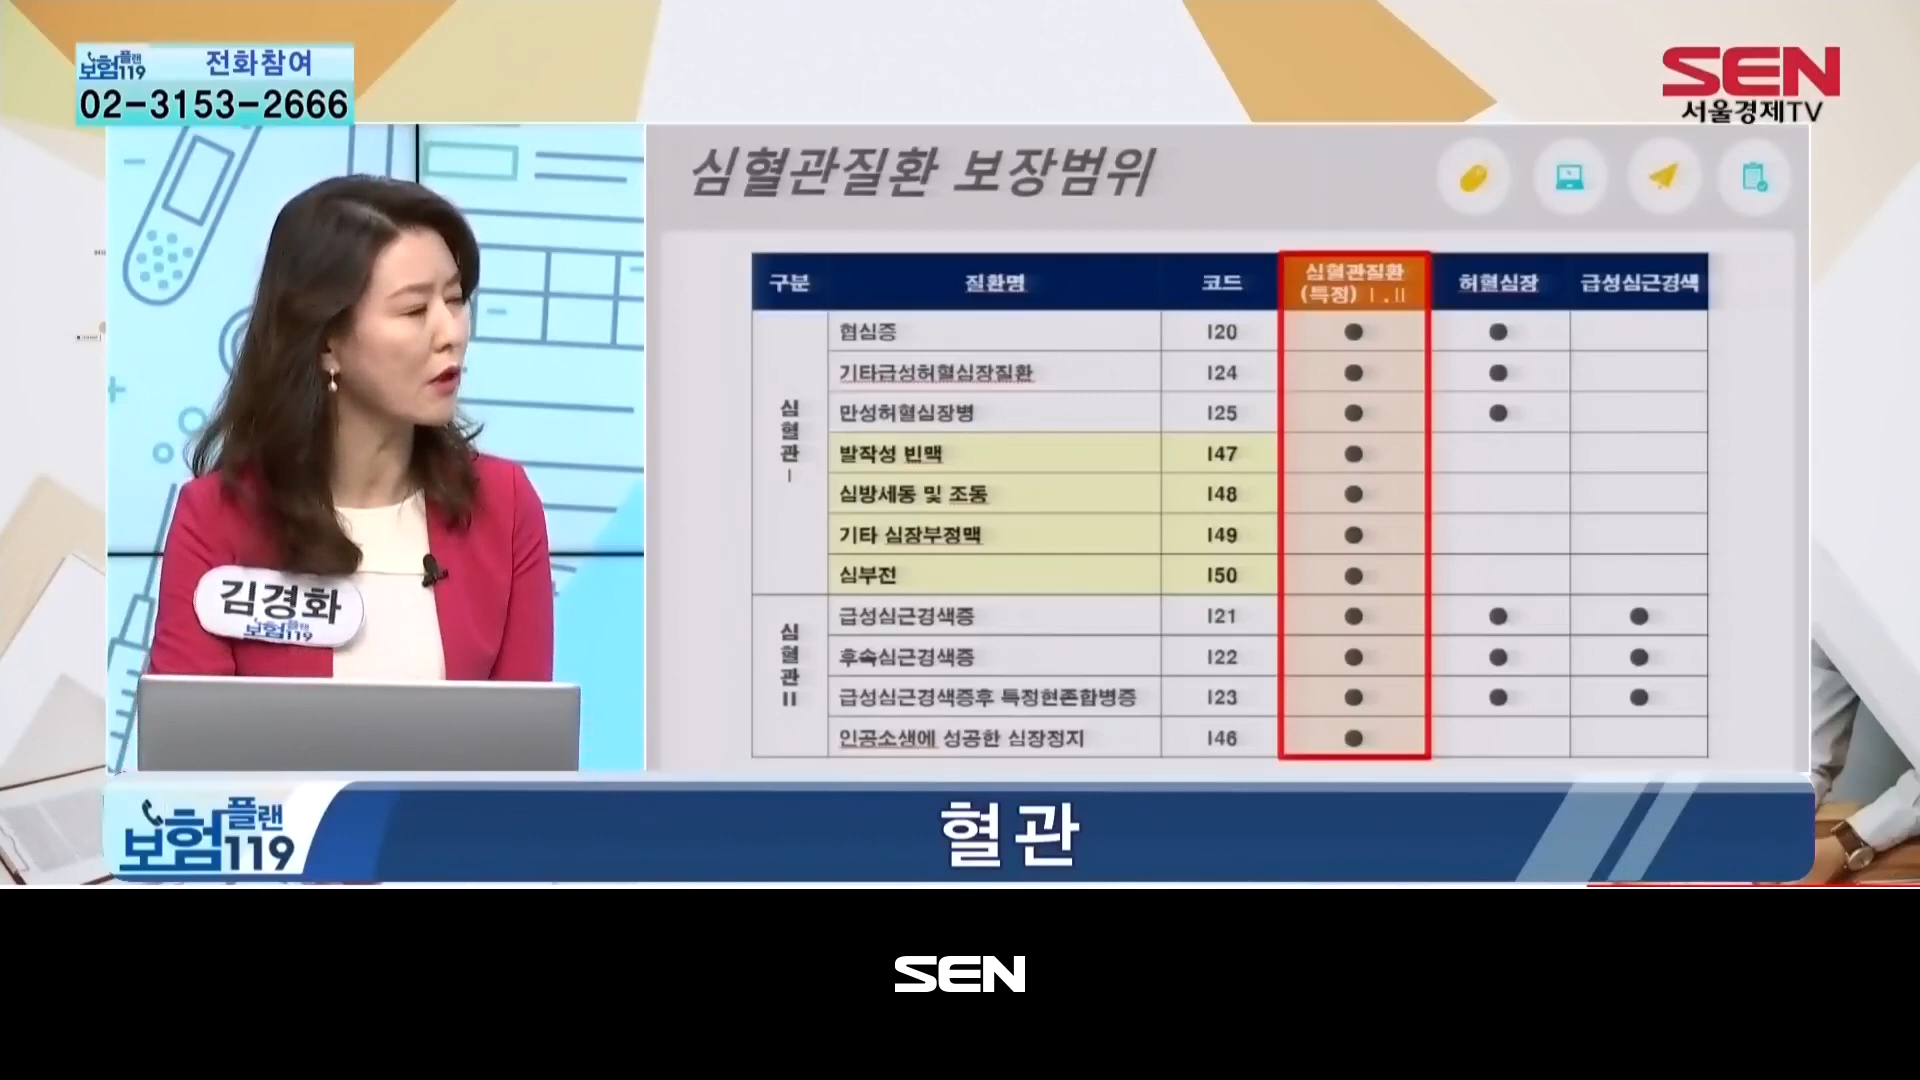 보험플랜119 전화참여
02-3153-2666
SEN
서울경제TV
심혈관질환 보장범위
구분 질환명 코드 심혈관질환(특정) I.II 허혈심장 급성심근경색
심혈관 I
협심증 I20 ● ●
기타급성허혈심장질환 I24 ● ●
만성허혈심장병 I25 ● ●
발작성 빈맥 I47 ●
심방세동 및 조동 I48 ●
기타 심장부정맥 I49 ●
심부전 I50 ●
심혈관 II
급성심근경색증 I21 ● ● ●
후속심근경색증 I22 ● ● ●
급성심근경색증후 특정현존합병증 I23 ● ● ●
인공소생에 성공한 심장정지 I46 ●
김경화
보험플랜119
보험플랜119
혈관
SEN